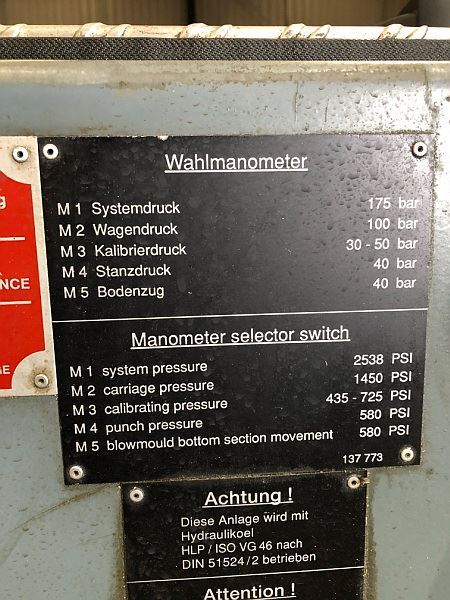 g
NCE
GE
Wahlmanometer
M 1 Systemdruck 175 bar
M 2 Wagendruck 100 bar
M 3 Kalibrierdruck 30 - 50 bar
M 4 Stanzdruck 40 bar
M 5 Bodenzug 40 bar
Manometer selector switch
M 1 system pressure 2538 PSI
M 2 carriage pressure 1450 PSI
M 3 calibrating pressure 435 - 725 PSI
M 4 punch pressure 580 PSI
M 5 blowmould bottom section movement 580 PSI
137 773
Achtung !
Diese Anlage wird mit
Hydraulikoel
HLP / ISO VG 46 nach
DIN 51524 / 2 betrieben
Attention !